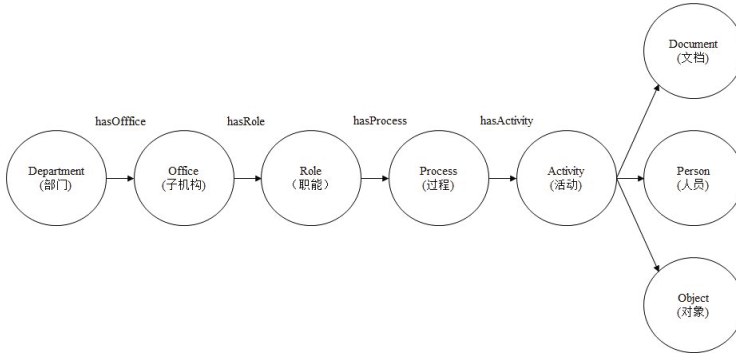 Document
(文档)
hasOfffice
hasRole
hasProcess
hasActivity
Department
(部门)
Office
(子机构)
Role
（职能）
Process
(过程)
Activity
(活动)
Person
(人员)
Object
(对象)